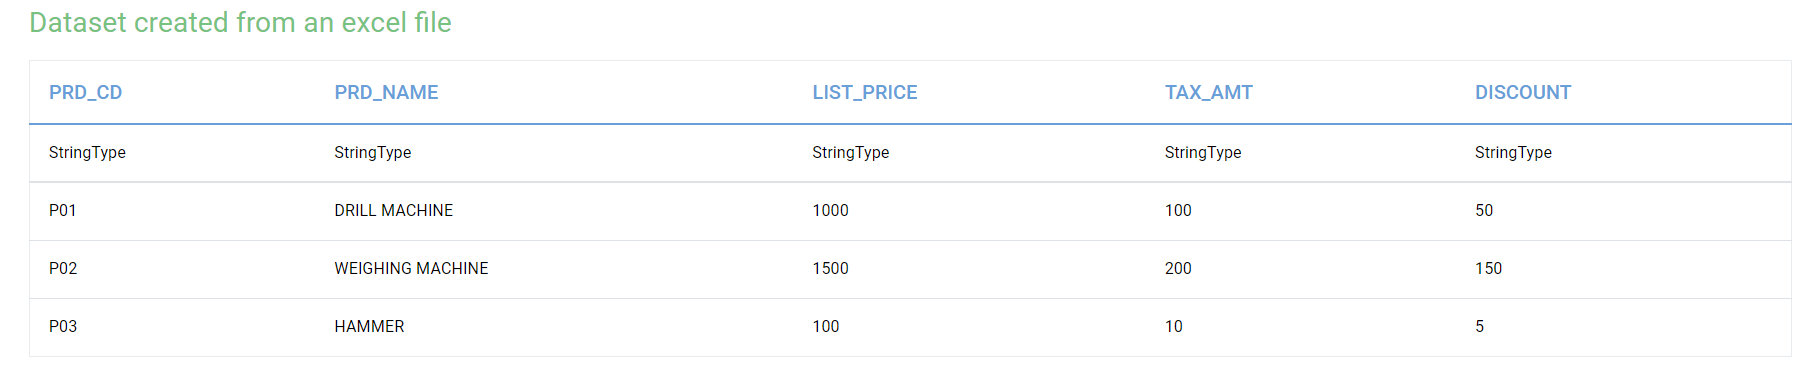 Dataset created from an excel file
PRD_CD PRD_NAME LIST_PRICE TAX_AMT DISCOUNT
StringType StringType StringType StringType StringType
P01 DRILL MACHINE 1000 100 50
P02 WEIGHING MACHINE 1500 200 150
P03 HAMMER 100 10 5